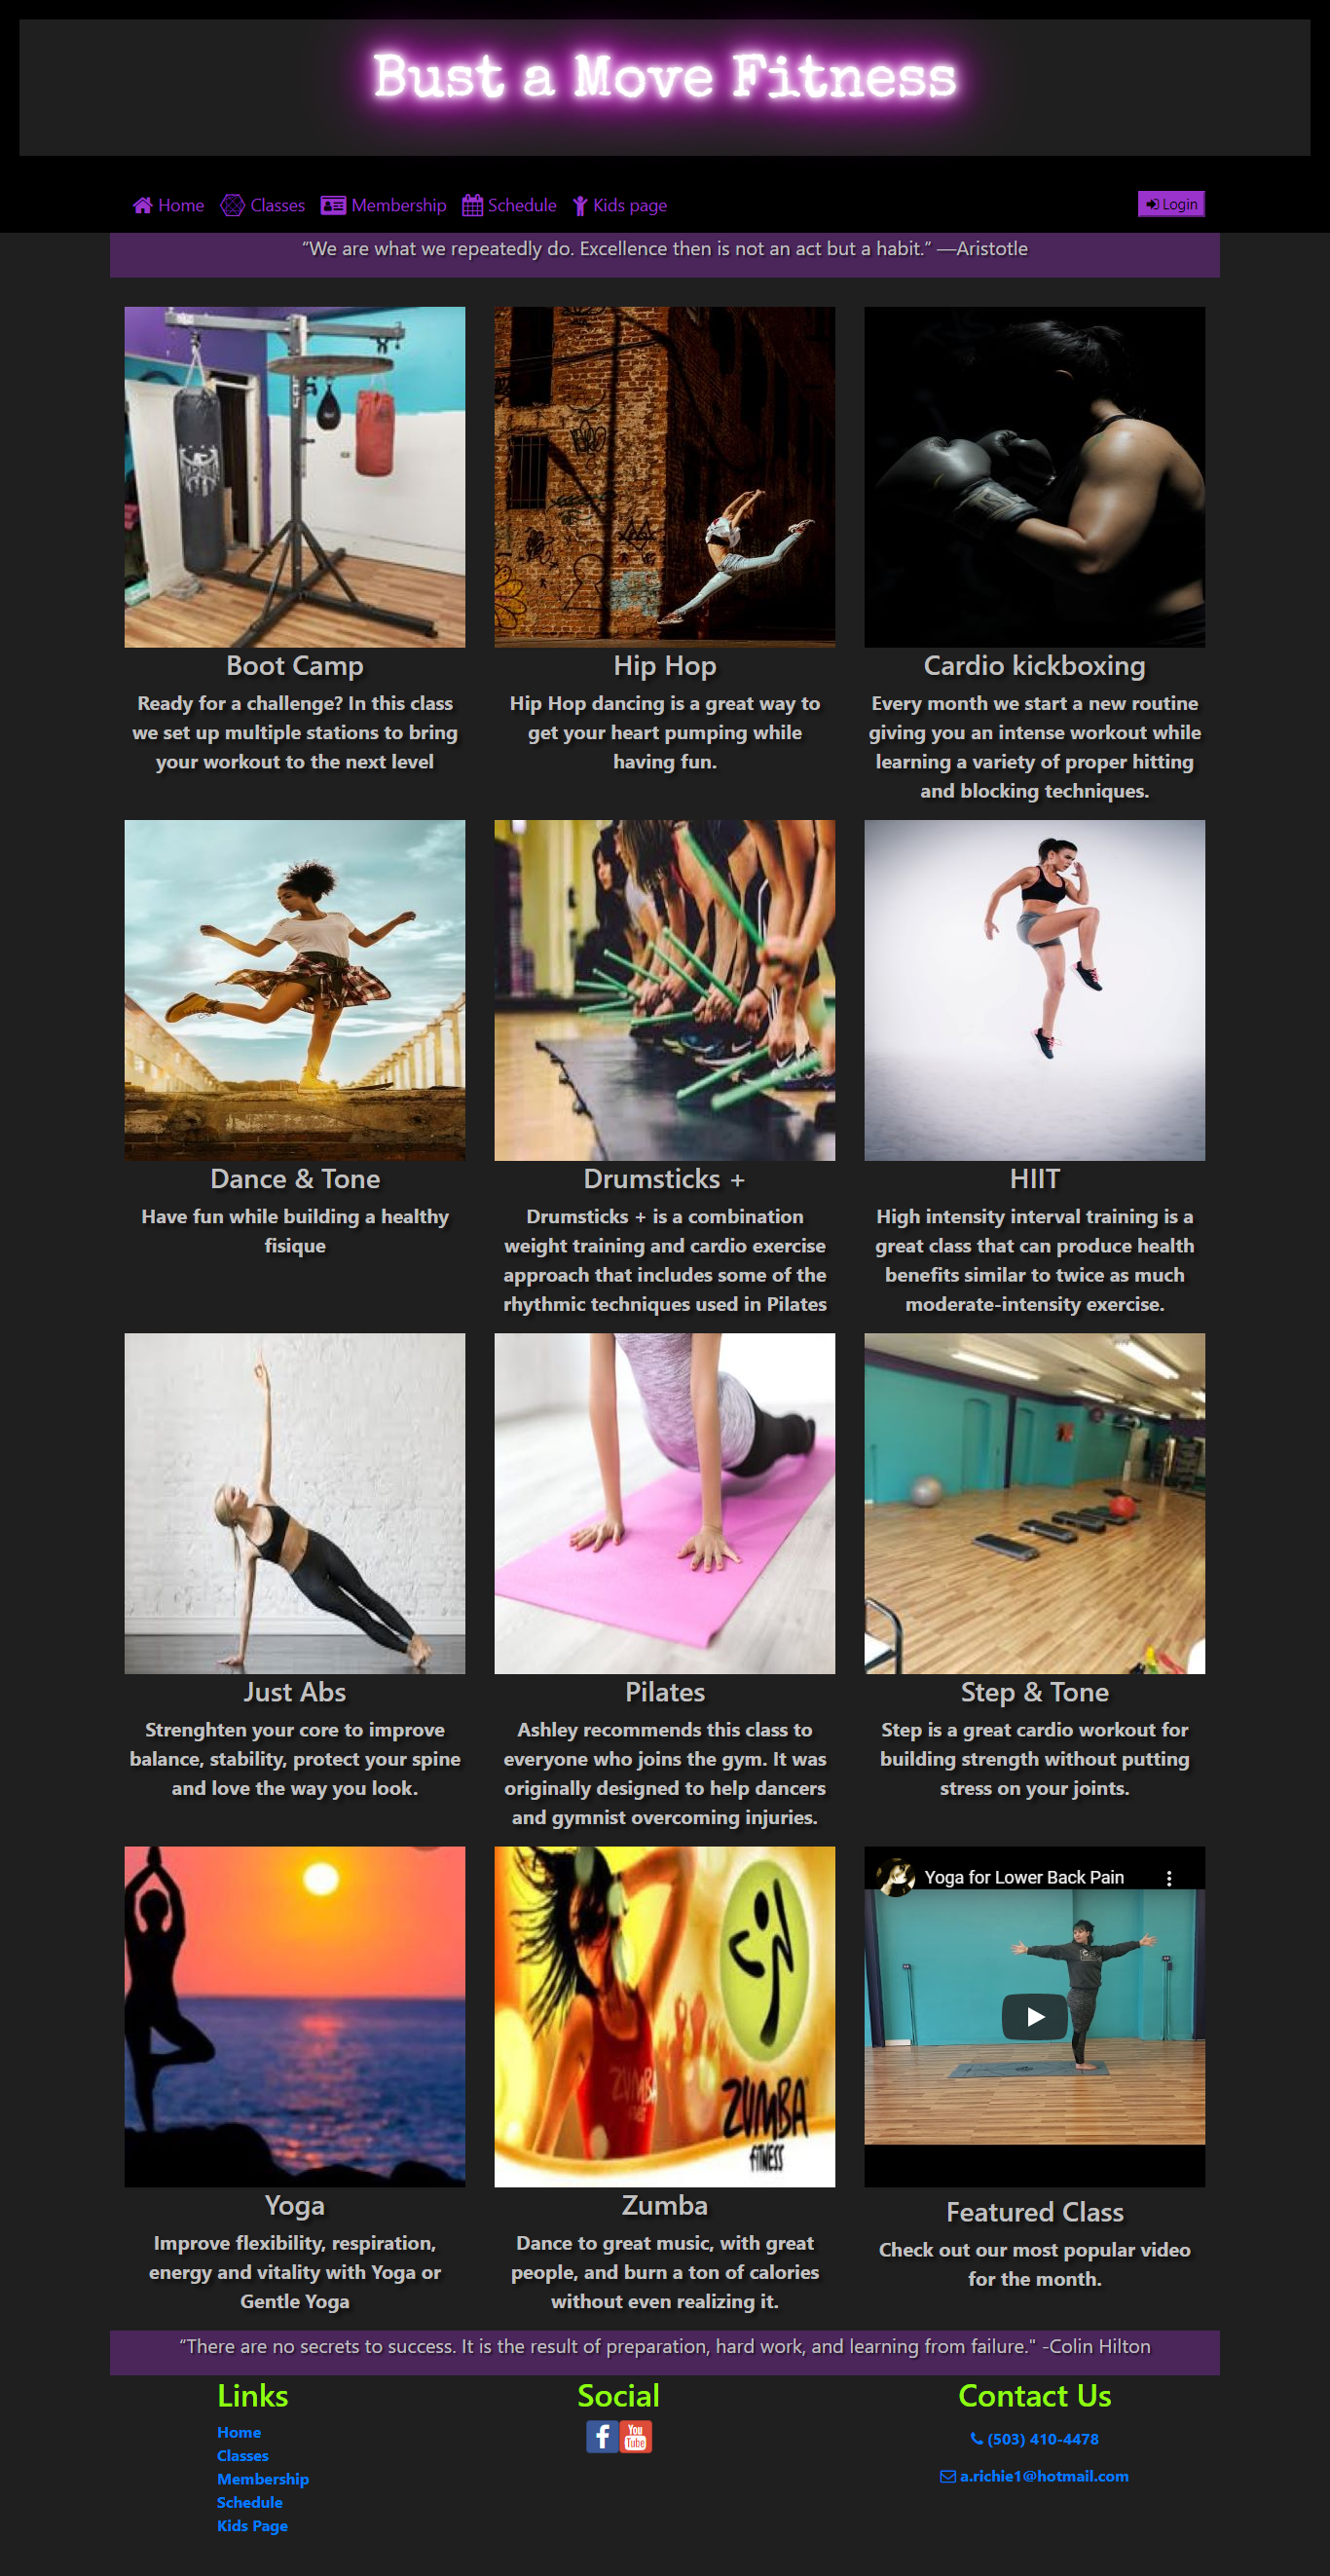 Bust a Move Fitness
Home Classes Membership Schedule Kids page Login
“We are what we repeatedly do. Excellence then is not an act but a habit.” —Aristotle
Boot Camp
Ready for a challenge? In this class
we set up multiple stations to bring
your workout to the next level
Hip Hop
Hip Hop dancing is a great way to
get your heart pumping while
having fun.
Cardio kickboxing
Every month we start a new routine
giving you an intense workout while
learning a variety of proper hitting
and blocking techniques.
Dance & Tone
Have fun while building a healthy
fisique
Drumsticks +
Drumsticks + is a combination
weight training and cardio exercise
approach that includes some of the
rhythmic techniques used in Pilates
HIIT
High intensity interval training is a
great class that can produce health
benefits similar to twice as much
moderate-intensity exercise.
Just Abs
Strenghten your core to improve
balance, stability, protect your spine
and love the way you look.
Pilates
Ashley recommends this class to
everyone who joins the gym. It was
originally designed to help dancers
and gymnist overcoming injuries.
Step & Tone
Step is a great cardio workout for
building strength without putting
stress on your joints.
Yoga
Improve flexibility, respiration,
energy and vitality with Yoga or
Gentle Yoga
ZUMBA
ZUMBA
FITNESS
Zumba
Dance to great music, with great
people, and burn a ton of calories
without even realizing it.
Yoga for Lower Back Pain
Featured Class
Check out our most popular video
for the month.
“There are no secrets to success. It is the result of preparation, hard work, and learning from failure." -Colin Hilton
Links
Home
Classes
Membership
Schedule
Kids Page
Social
f You Tube
Contact Us
(503) 410-4478
a.richie1@hotmail.com